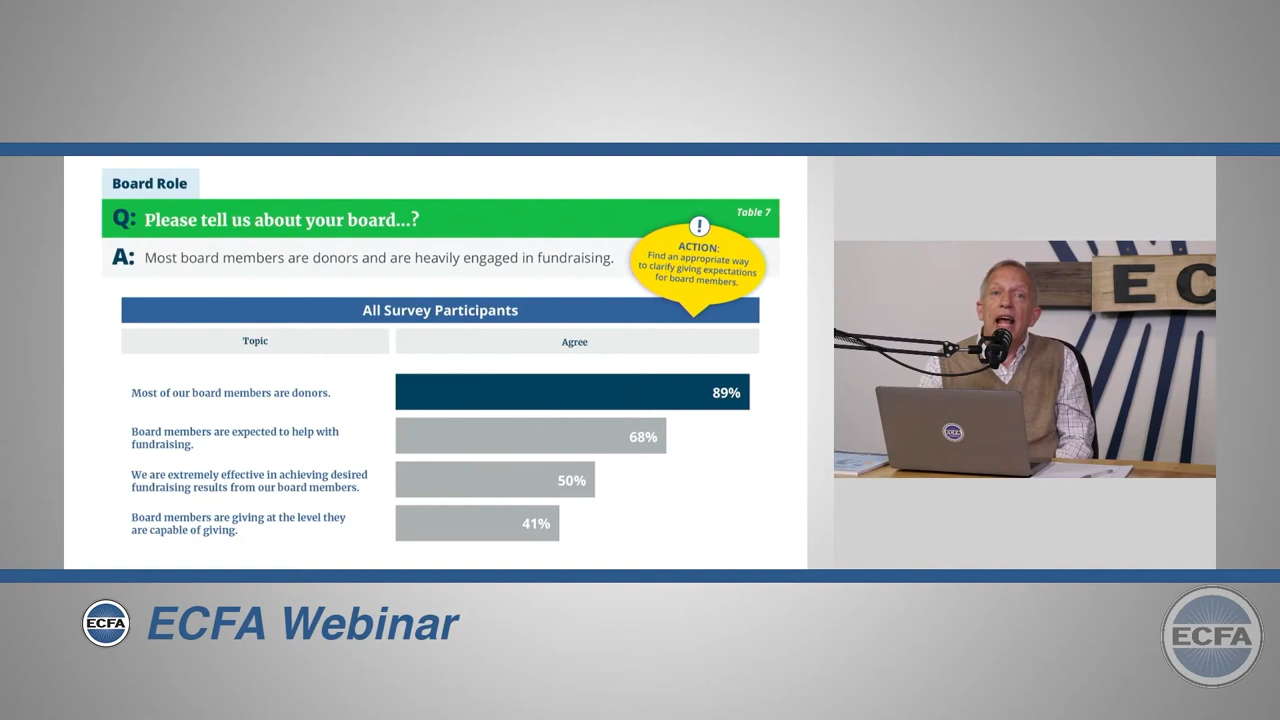 Board Role
Q: Please tell us about your board...?
Table 7
A: Most board members are donors and are heavily engaged in fundraising.
!
ACTION:
Find an appropriate way
to clarify giving expectations
for board members.
All Survey Participants
Topic
Agree
Most of our board members are donors.
89%
Board members are expected to help with
fundraising.
68%
We are extremely effective in achieving desired
fundraising results from our board members.
50%
Board members are giving at the level they
are capable of giving.
41%
EC
ECFA
ECFA Webinar
ECFA